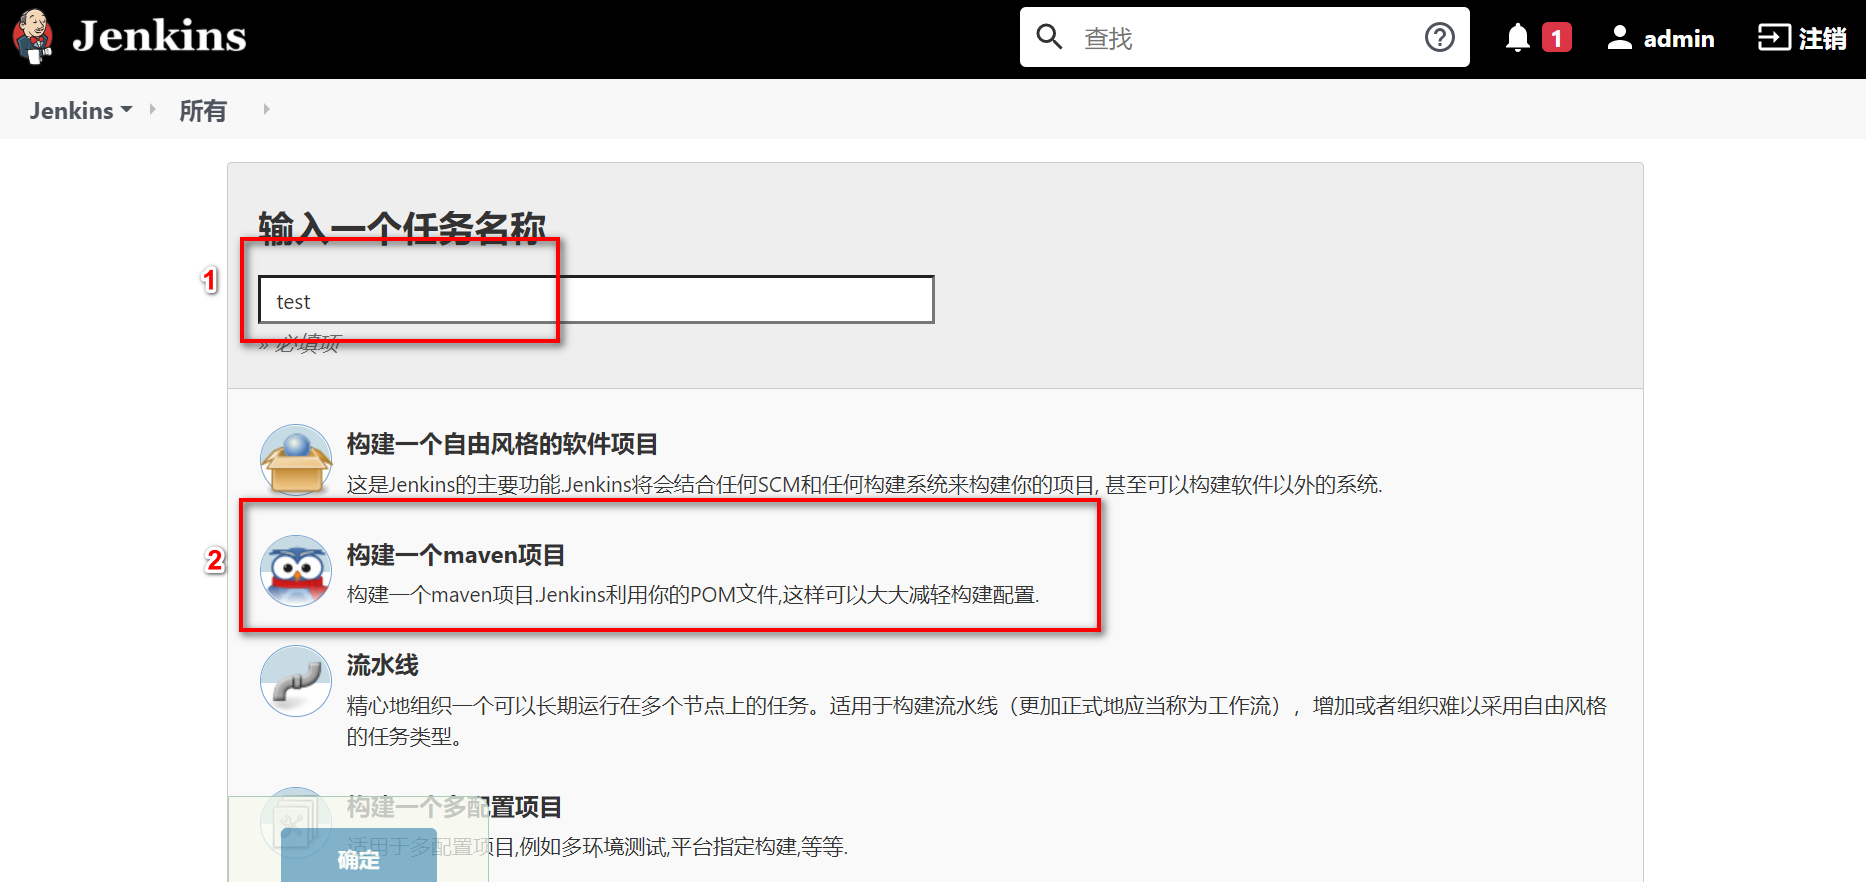 Jenkins
查找
1
admin
注销
Jenkins
所有
输入一个任务名称
1
test
» 必填项
构建一个自由风格的软件项目
这是Jenkins的主要功能.Jenkins将会结合任何SCM和任何构建系统来构建你的项目, 甚至可以构建软件以外的系统.
2
构建一个maven项目
构建一个maven项目.Jenkins利用你的POM文件,这样可以大大减轻构建配置.
流水线
精心地组织一个可以长期运行在多个节点上的任务。适用于构建流水线（更加正式地应当称为工作流），增加或者组织难以采用自由风格
的任务类型。
构建一个多配置项目
适用于多配置项目,例如多环境测试,平台指定构建,等等.
确定